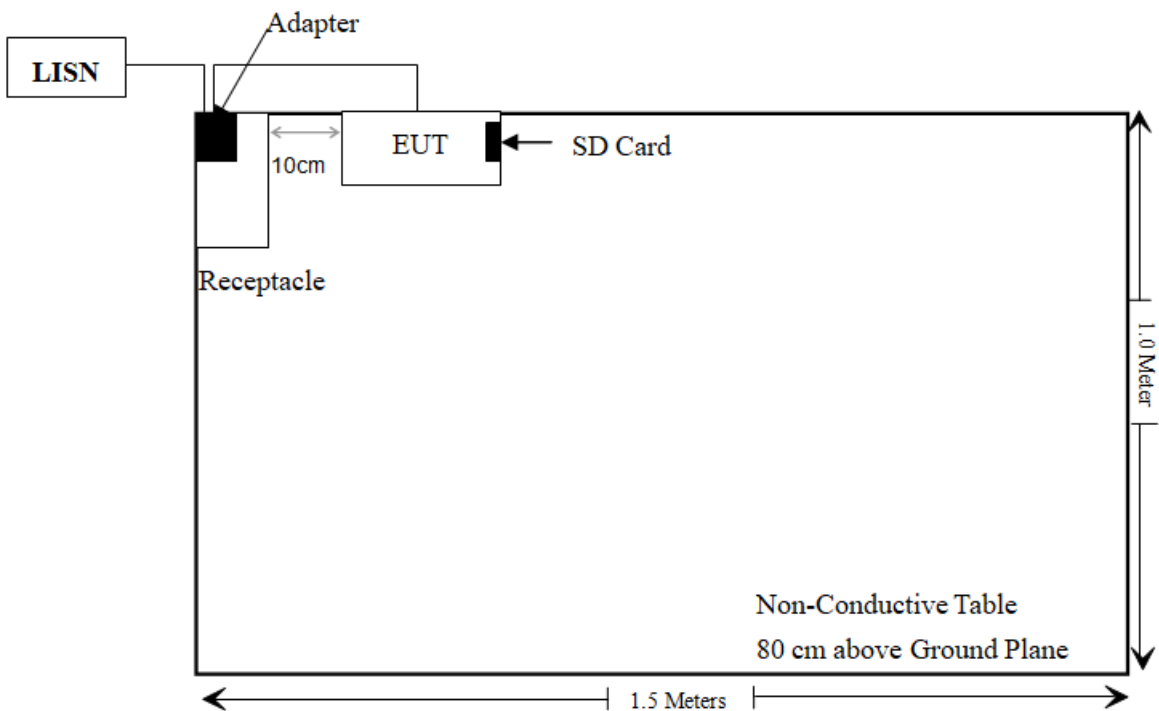 Adapter
LISN
EUT
SD Card
10cm
Receptacle
1.0 Meter
Non-Conductive Table
80 cm above Ground Plane
1.5 Meters